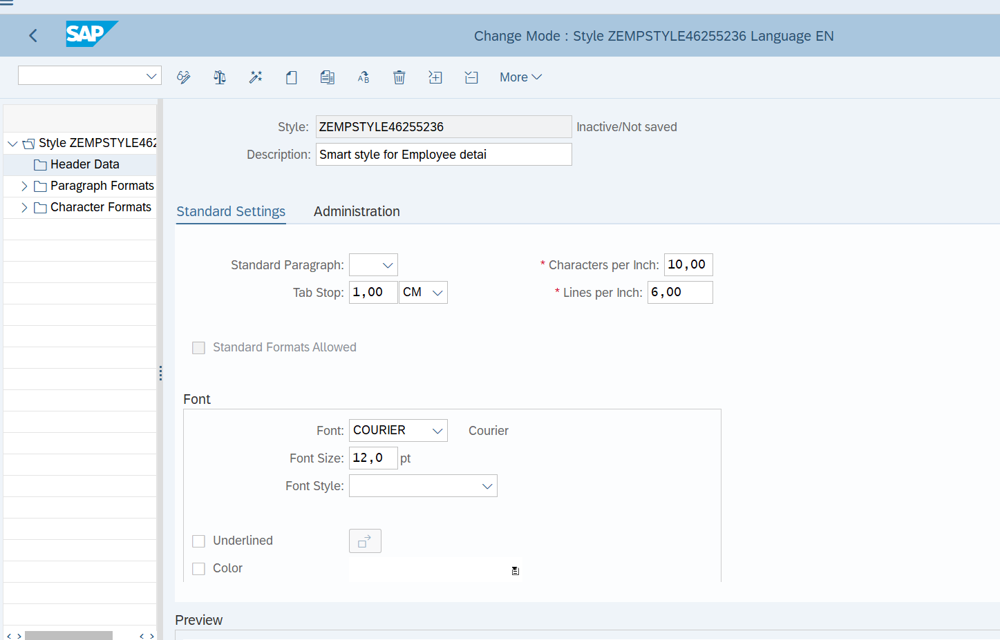 SAP
Change Mode : Style ZEMPSTYLE46255236 Language EN
More
Style ZEMPSTYLE462
Header Data
Paragraph Formats
Character Formats
Style: ZEMPSTYLE46255236 Inactive/Not saved
Description: Smart style for Employee detai
Standard Settings Administration
Standard Paragraph: * Characters per Inch: 10,00
Tab Stop: 1,00 CM * Lines per Inch: 6,00
Standard Formats Allowed
Font
Font: COURIER Courier
Font Size: 12,0 pt
Font Style:
Underlined
Color
Preview